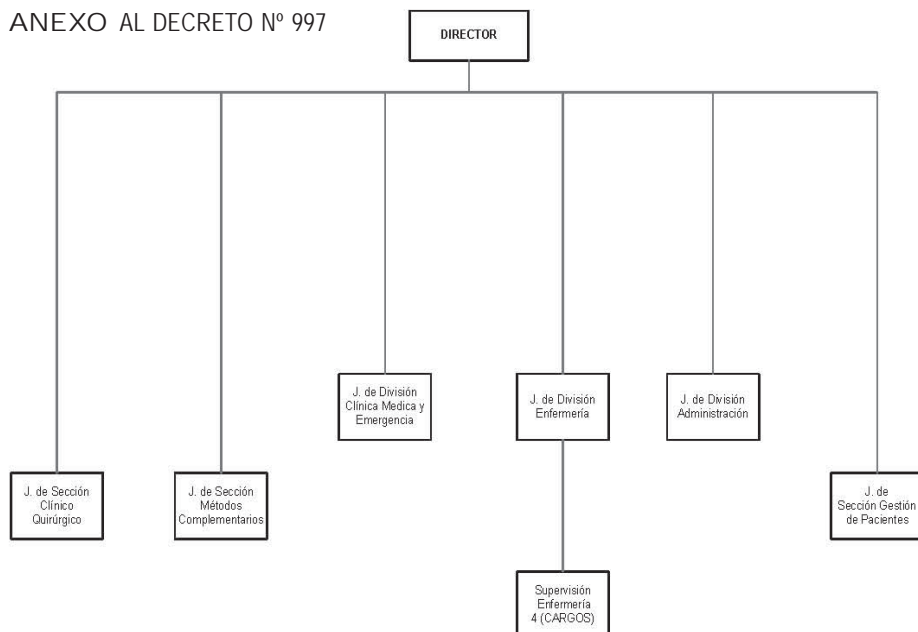 ANEXO AL DECRETO Nº 997
DIRECTOR
J. de División
Clínica Medica y
Emergencia
J. de División
Enfermería
J. de División
Administración
J. de Sección
Clínico
Quirúrgico
J. de Sección
Métodos
Complementarios
J. de
Sección Gestión
de Pacientes
Supervisión
Enfermería
4 (CARGOS)